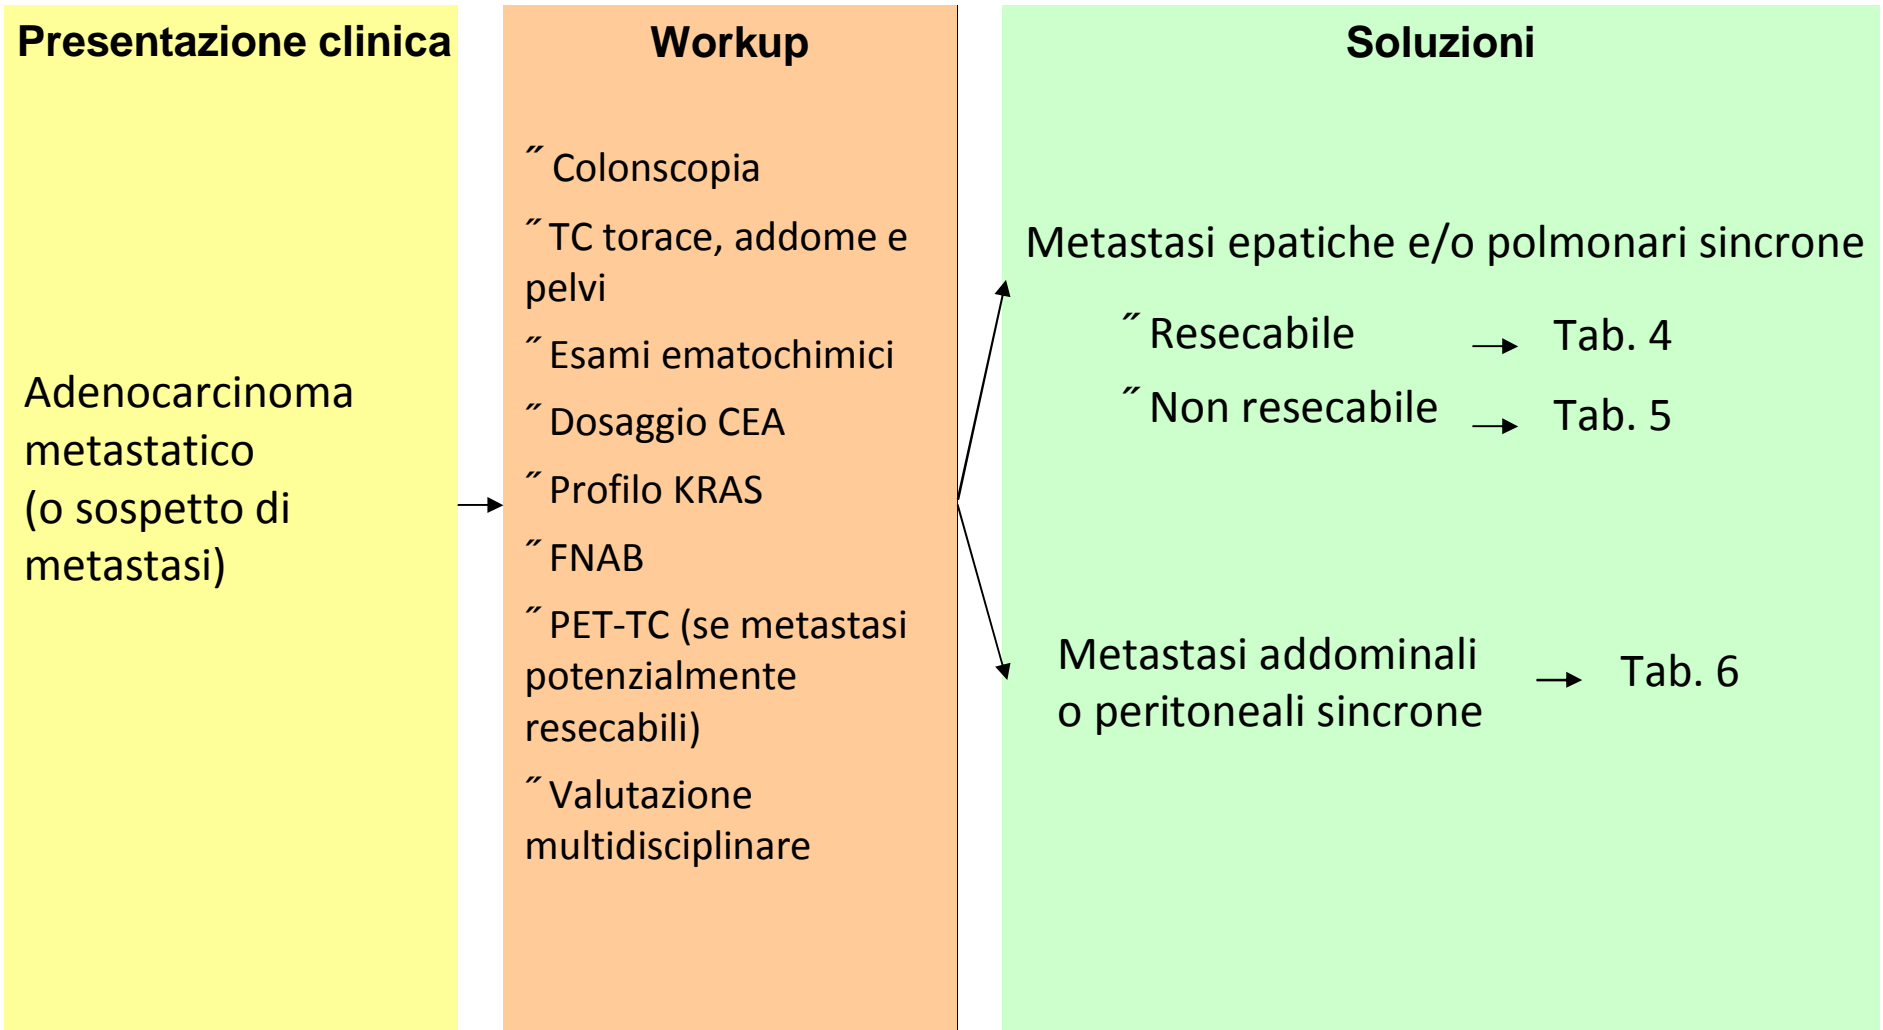 Presentazione clinica
Adenocarcinoma
metastatico
(o sospetto di
metastasi)
Workup
˝ Colonscopia
˝ TC torace, addome e
pelvi
˝ Esami ematochimici
˝ Dosaggio CEA
˝ Profilo KRAS
˝ FNAB
˝ PET-TC (se metastasi
potenzialmente
resecabili)
˝ Valutazione
multidisciplinare
Soluzioni
Metastasi epatiche e/o polmonari sincrone
˝ Resecabile → Tab. 4
˝ Non resecabile → Tab. 5
Metastasi addominali
o peritoneali sincrone → Tab. 6